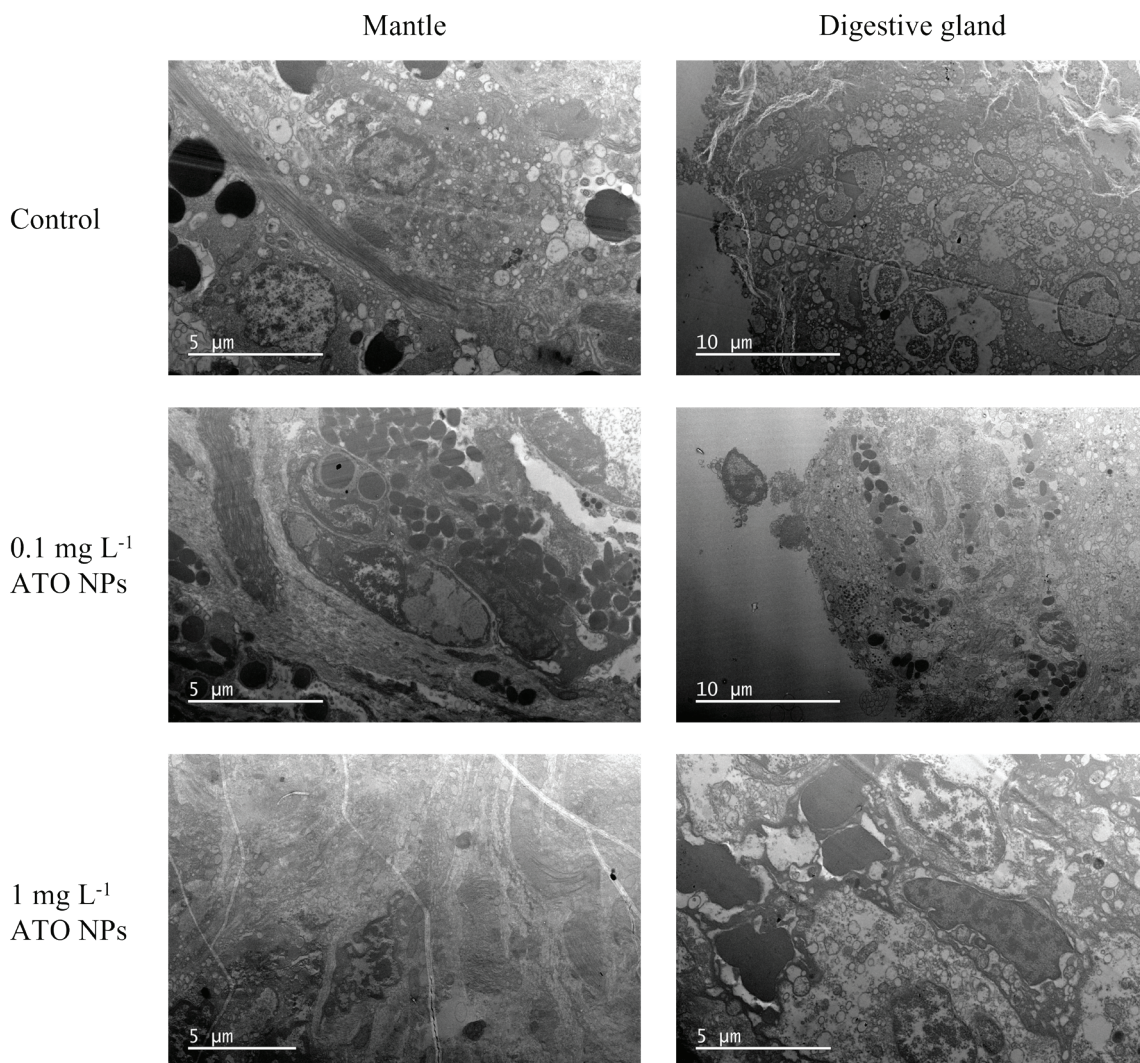 Mantle
Digestive gland
Control
5 µm
10 µm
0.1 mg L⁻¹
ATO NPs
5 µm
10 µm
1 mg L⁻¹
ATO NPs
5 µm
5 µm